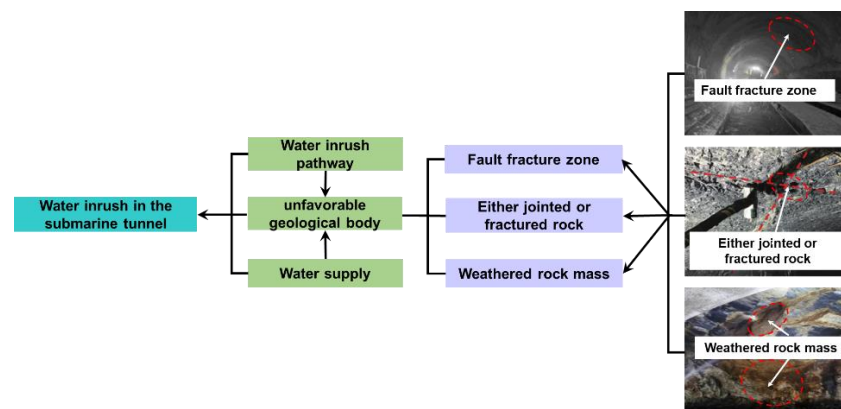 Fault fracture zone
Water inrush
pathway
Fault fracture zone
Water inrush in the
submarine tunnel
unfavorable
geological body
Either jointed or
fractured rock
Either jointed or
fractured rock
Water supply
Weathered rock mass
Weathered rock mass